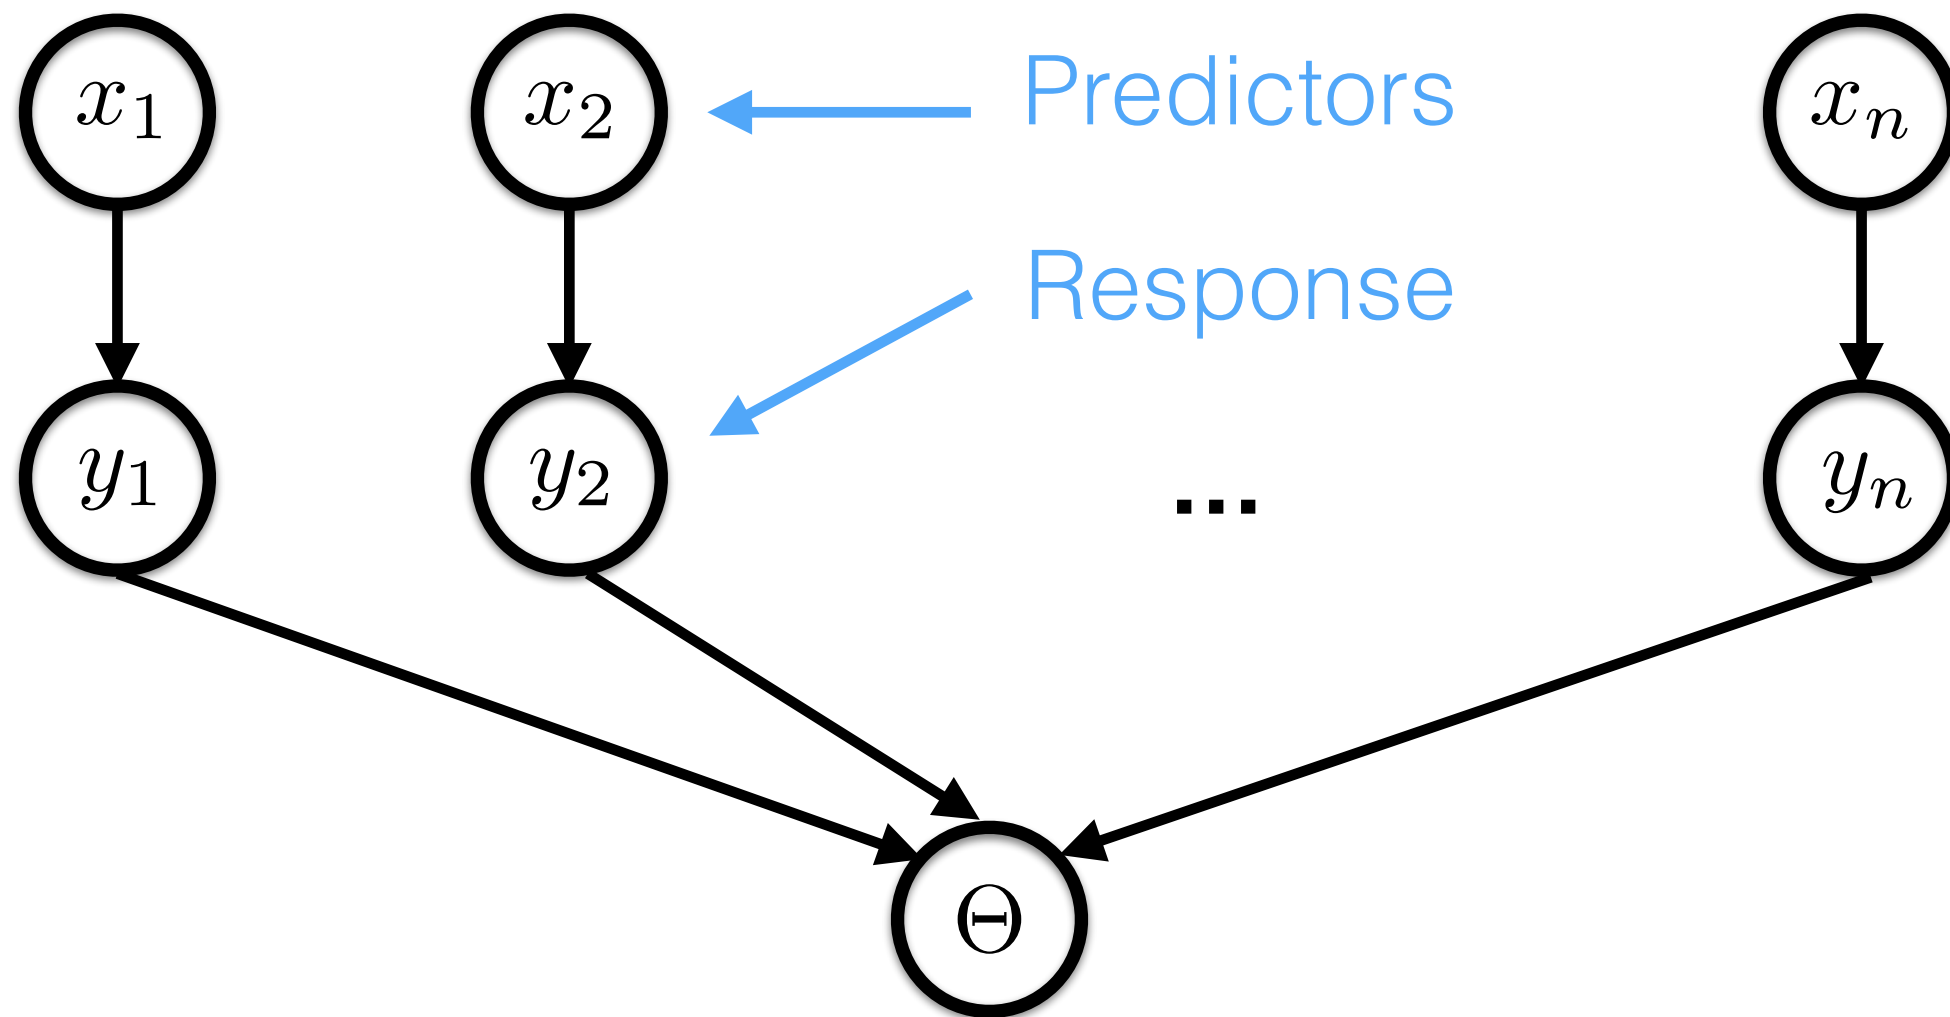 x₁ x₂ Predictors xₙ
Response
y₁ y₂ ... yₙ
Θ